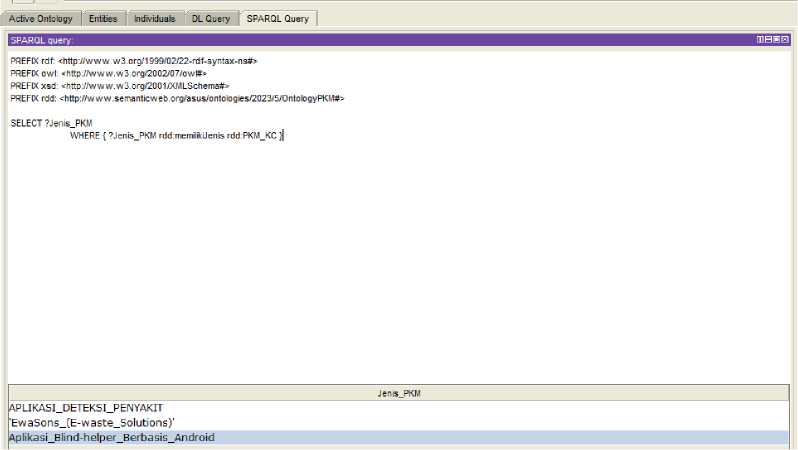 Active Ontology Entities Individuals DL Query SPARQL Query
SPARQL query:
PREFIX rdf: <http://www.w3.org/1999/02/22-rdf-syntax-ns#>
PREFIX owl: <http://www.w3.org/2002/07/owl#>
PREFIX xsd: <http://www.w3.org/2001/XMLSchema#>
PREFIX rdd: <http://www.semanticweb.org/asus/ontologies/2023/5/OntologyPKM#>
SELECT ?Jenis_PKM
WHERE { ?Jenis_PKM rdd:memilikiJenis rdd:PKM_KC }
Jenis_PKM
APLIKASI_DETEKSI_PENYAKIT
'EwaSons_(E-waste_Solutions)'
Aplikasi_Blind-helper_Berbasis_Android